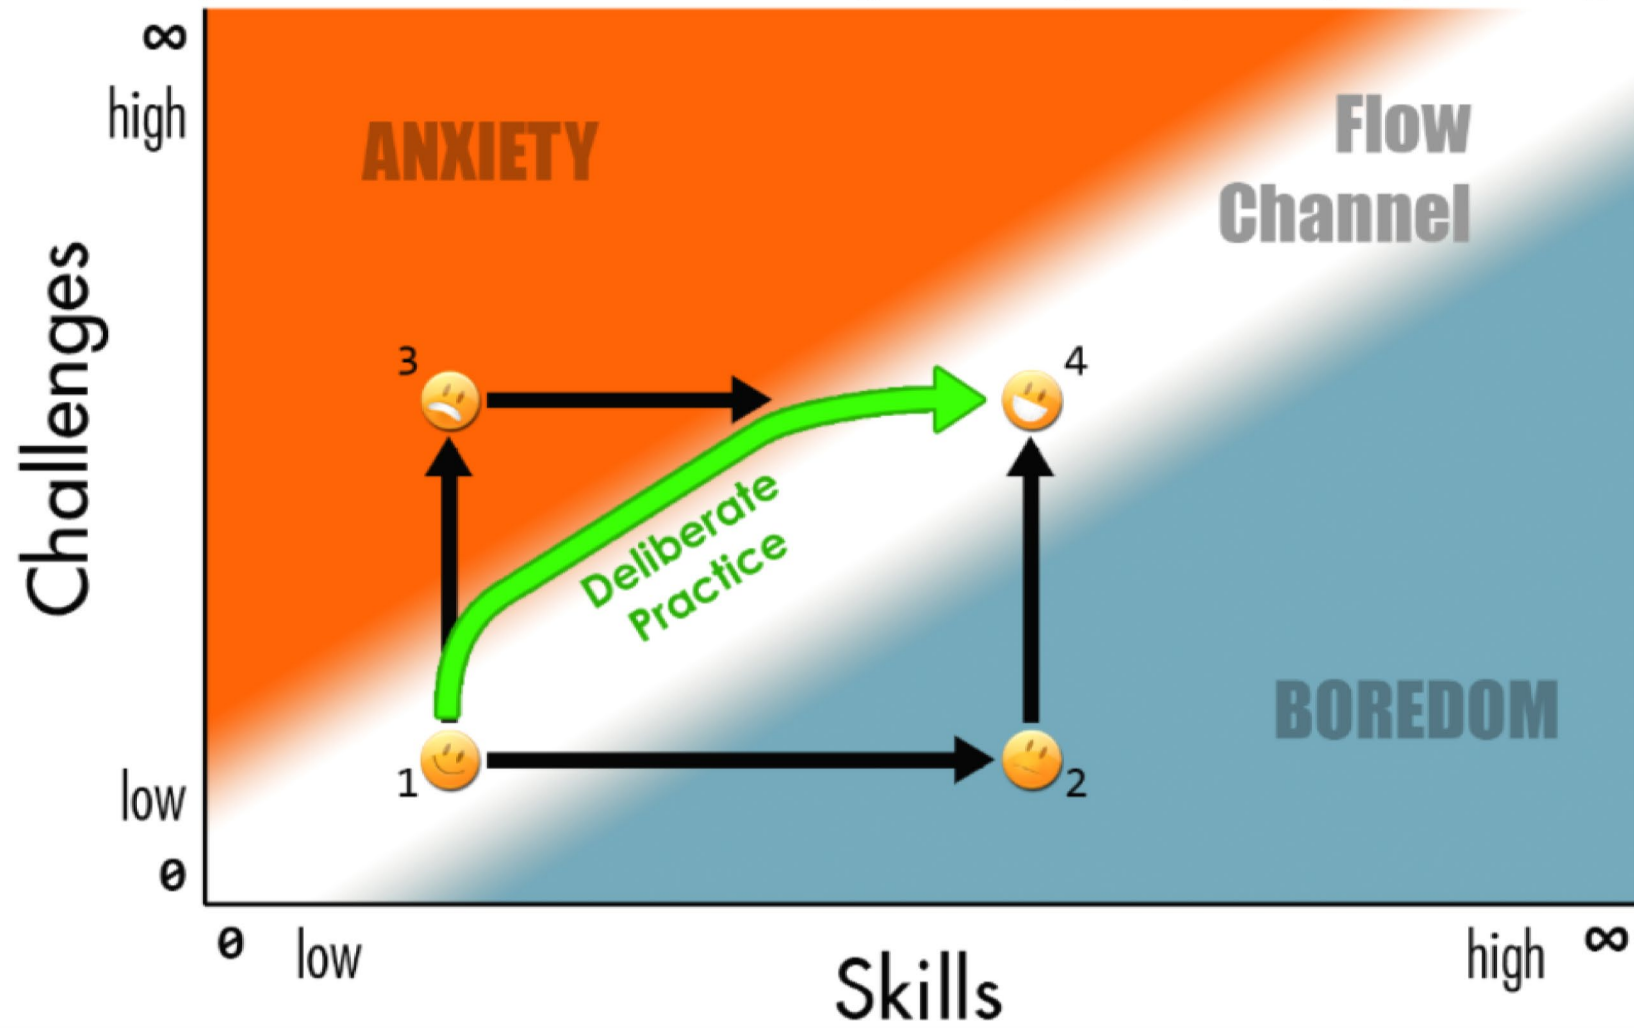 ∞
high
ANXIETY
Flow
Channel
Challenges
3
4
Deliberate
Practice
BOREDOM
1
2
low
0
0
low
high
∞
Skills